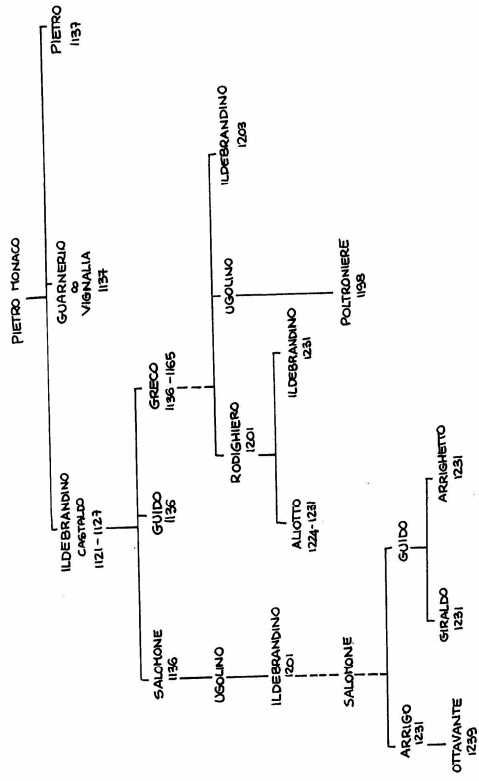 PIETRO MONACO
ILDEBRANDINO
CASTALDO
1121-1127
GUARNERIO
∞
VIGNALIA
1137
PIETRO
1137
SALOMONE
1136
GUIDO
1136
GRECO
1136-1165
UGOLINO
RODIGHIERO
1201
UGOLINO
ILDEBRANDINO
1203
ILDEBRANDINO
1201
ALIOTTO
1224-1231
ILDEBRANDINO
1231
POLTRONIERE
1198
SALOMONE
ARRIGO
1231
GUIDO
OTTAVANTE
1239
GIRALDO
1231
ARRIGHETTO
1231